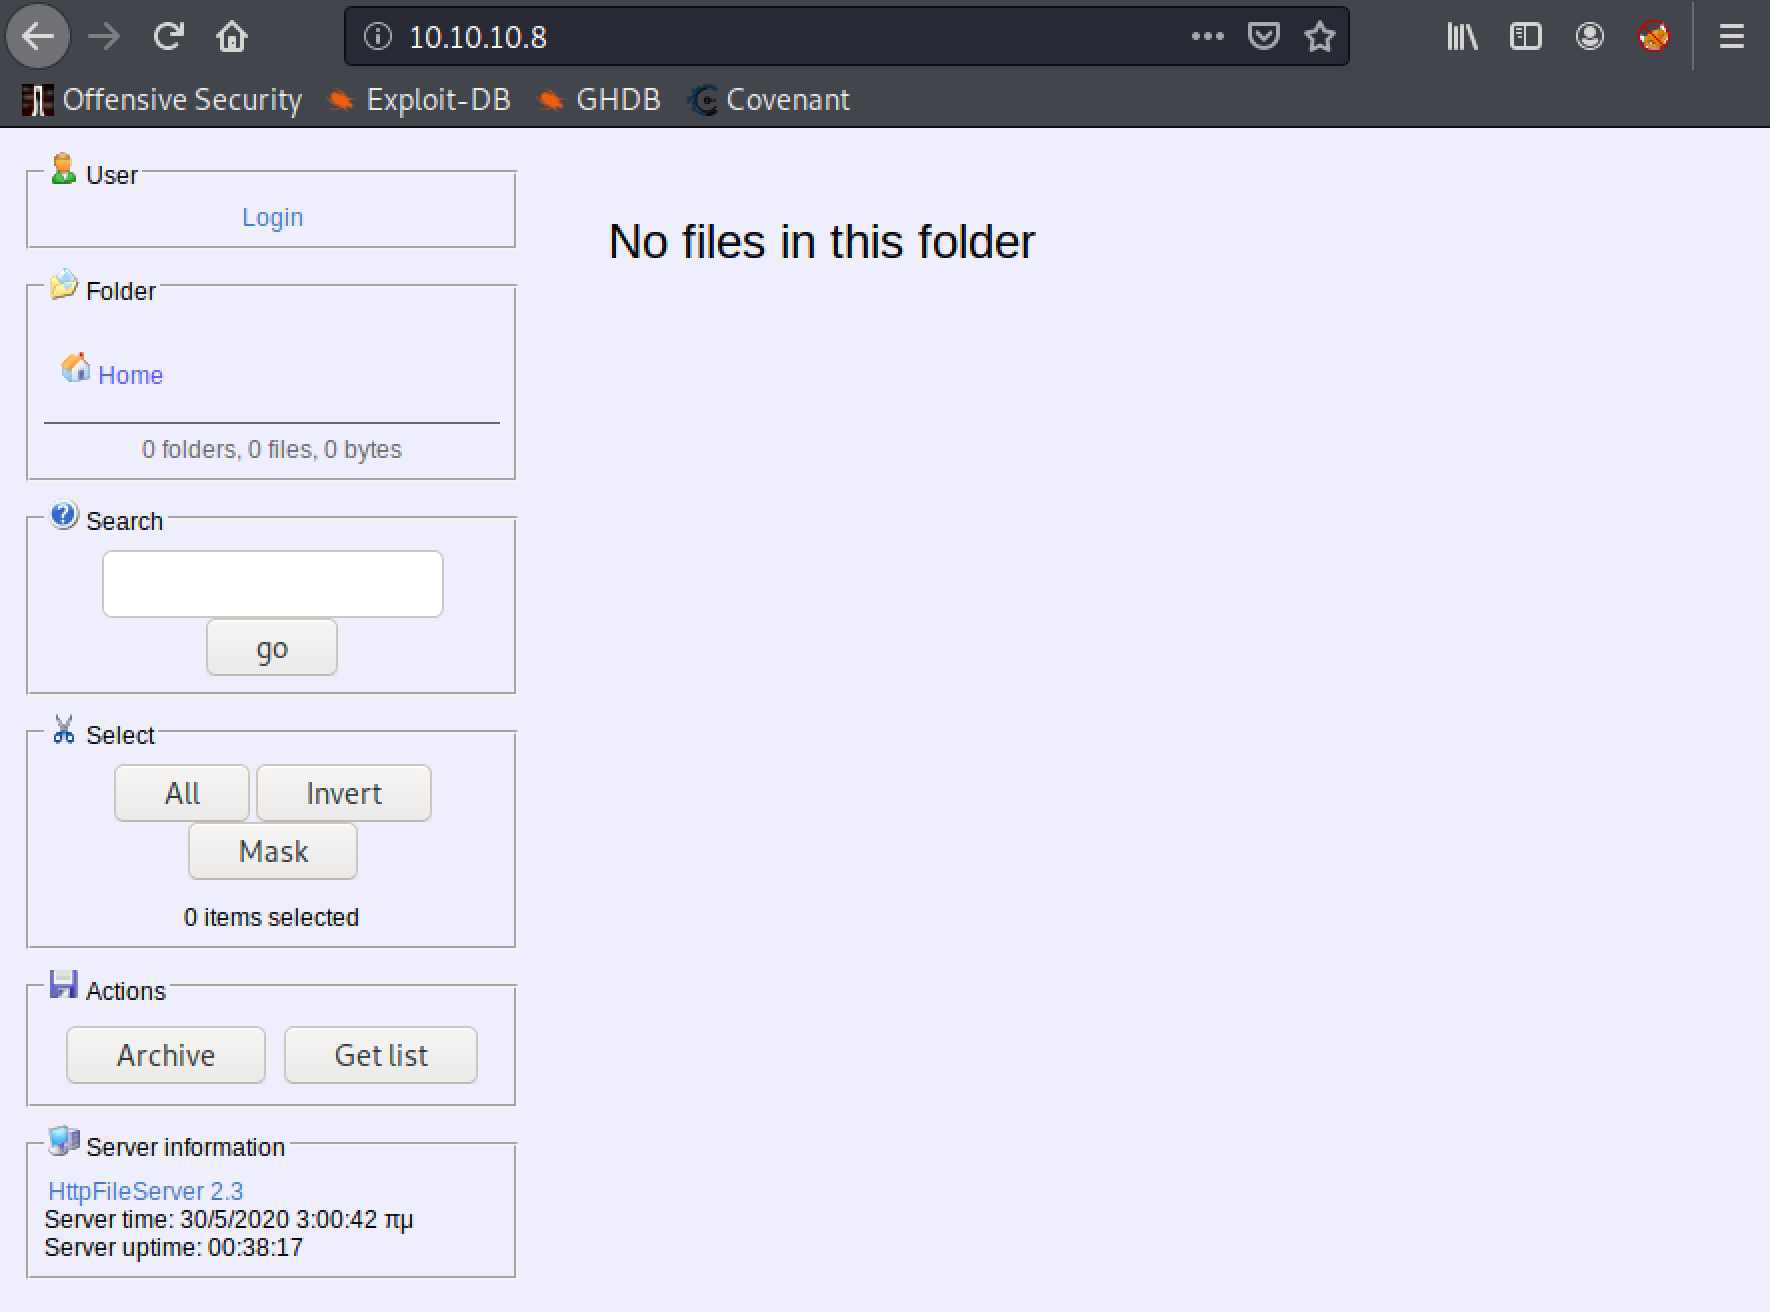 10.10.10.8
Offensive Security Exploit-DB GHDB Covenant
User
Login
No files in this folder
Folder
Home
0 folders, 0 files, 0 bytes
Search
go
Select
All Invert
Mask
0 items selected
Actions
Archive Get list
Server information
HttpFileServer 2.3
Server time: 30/5/2020 3:00:42 πμ
Server uptime: 00:38:17